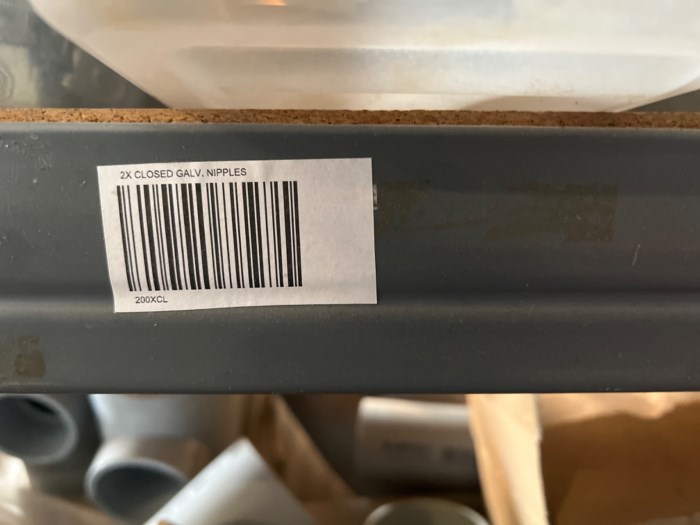 2X CLOSED GALV. NIPPLES
200XCL